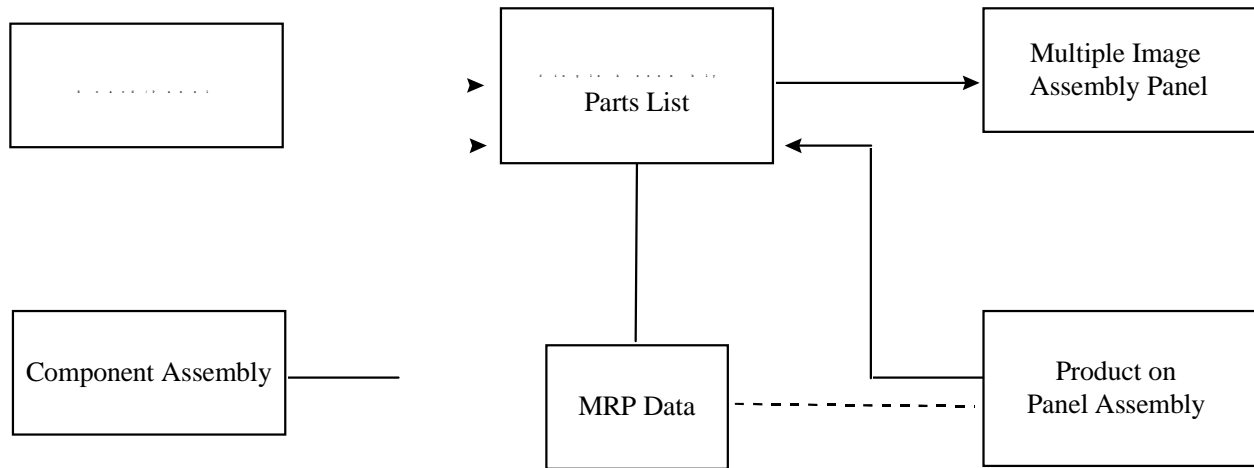 Parts List
Multiple Image
Assembly Panel
Component Assembly
MRP Data
Product on
Panel Assembly